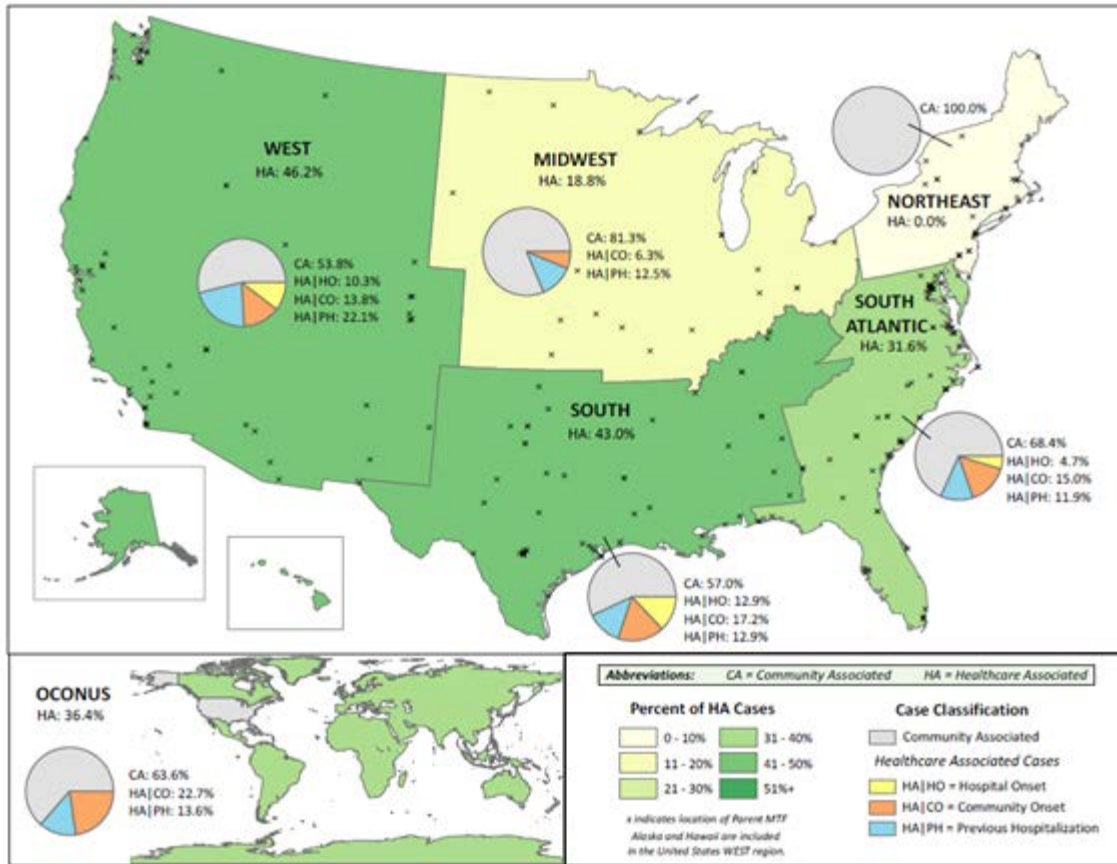 WEST
HA: 46.2%
CA: 53.8%
HA|HO: 10.3%
HA|CO: 13.8%
HA|PH: 22.1%
MIDWEST
HA: 18.8%
CA: 81.3%
HA|CO: 6.3%
HA|PH: 12.5%
CA: 100.0%
NORTHEAST
HA: 0.0%
SOUTH
ATLANTIC
HA: 31.6%
CA: 68.4%
HA|HO: 4.7%
HA|CO: 15.0%
HA|PH: 11.9%
SOUTH
HA: 43.0%
CA: 57.0%
HA|HO: 12.9%
HA|CO: 17.2%
HA|PH: 12.9%
OCONUS
HA: 36.4%
CA: 63.6%
HA|CO: 22.7%
HA|PH: 13.6%
Abbreviations: CA = Community Associated HA = Healthcare Associated
Percent of HA Cases
0 - 10%
11 - 20%
21 - 30%
31 - 40%
41 - 50%
51%+
x indicates location of Parent MTF
Alaska and Hawaii are included
in the United States WEST region.
Case Classification
Community Associated
Healthcare Associated Cases
HA|HO = Hospital Onset
HA|CO = Community Onset
HA|PH = Previous Hospitalization